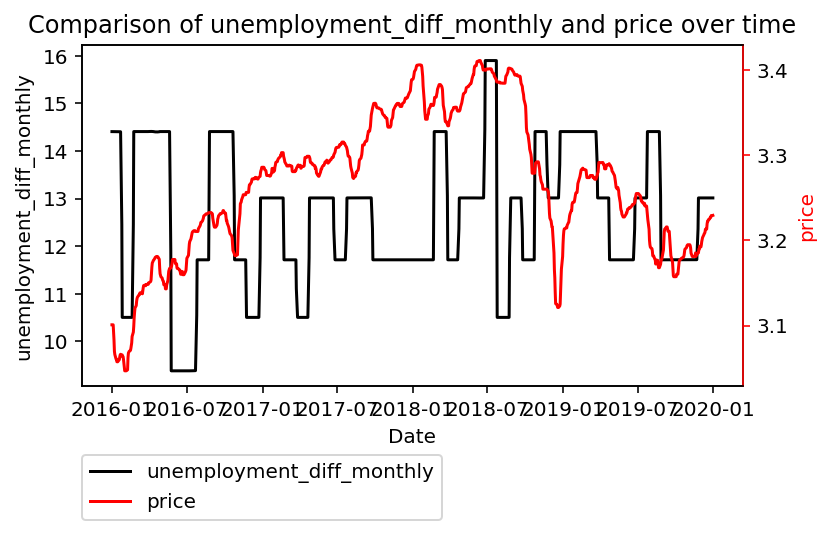 Comparison of unemployment_diff_monthly and price over time
unemployment_diff_monthly
16
15
14
13
12
11
10
3.4
3.3
3.2
3.1
price
2016-01 2016-07 2017-01 2017-07 2018-01 2018-07 2019-01 2019-07 2020-01
Date
unemployment_diff_monthly
price